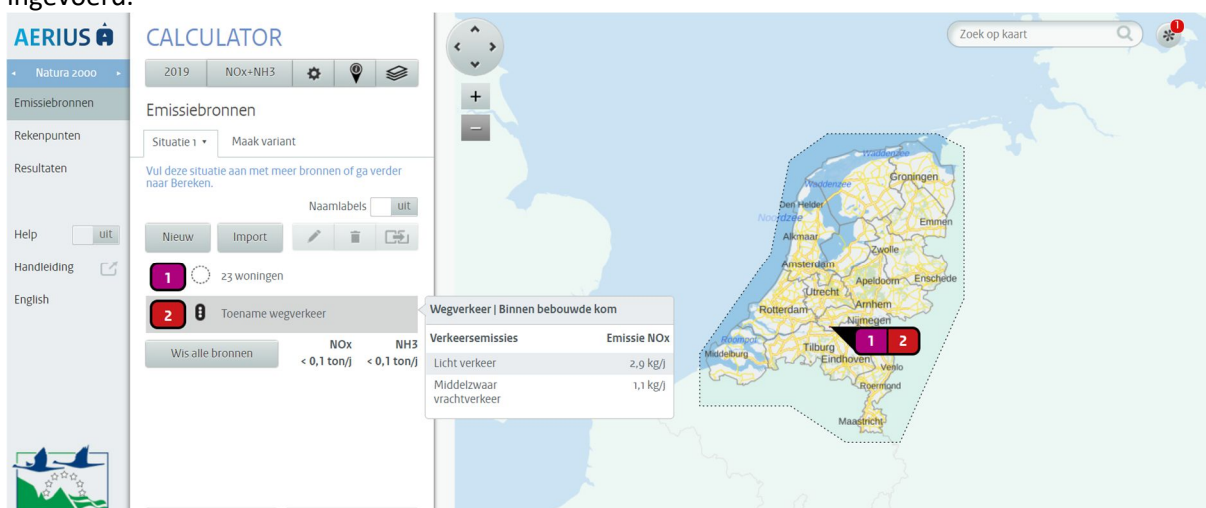 ingevoerd.
AERIUS
CALCULATOR
Natura 2000
2019
NOx+NH3
Zoek op kaart
1
Emissiebronnen
Rekenpunten
Resultaten
Help
uit
Handleiding
English
Emissiebronnen
Situatie 1
Maak variant
Vul deze situatie aan met meer bronnen of ga verder
naar Bereken.
Naamlabels
uit
Nieuw
Import
1
23 woningen
2
Toename wegverkeer
Wis alle bronnen
NOx
NH3
< 0,1 ton/j
< 0,1 ton/j
Wegverkeer | Binnen bebouwde kom
Verkeersemissies
Emissie NOx
Licht verkeer
2,9 kg/j
Middelzwaar
vrachtverkeer
1,1 kg/j
Waddenzee
Groningen
Waddenzee
Den Helder
Noordzee
Emmen
Alkmaar
Zwolle
Amsterdam
Apeldoorn
Enschede
Utrecht
Arnhem
Rotterdam
Nijmegen
1
2
Roompot
Tilburg
Middelburg
Eindhoven
Venlo
Roermond
Maastricht